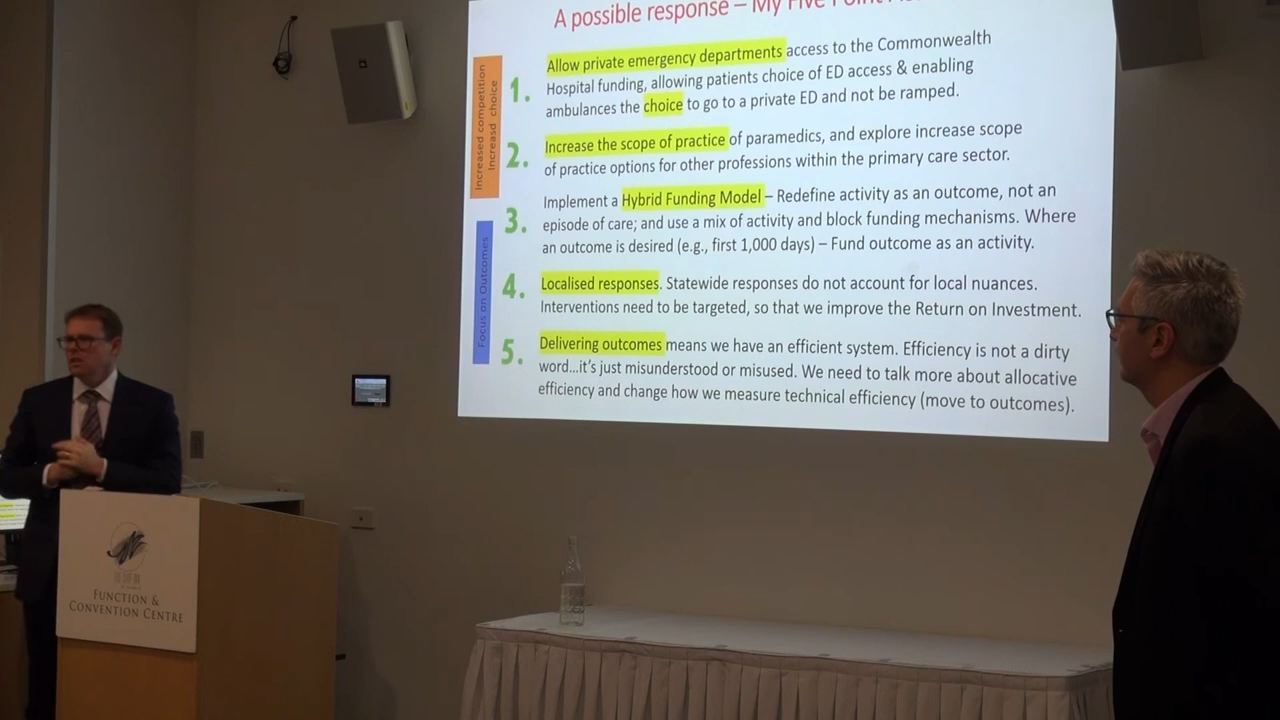 A possible response – My Five Point
Increased competition
Increasd choice
1.
Allow private emergency departments access to the Commonwealth
Hospital funding, allowing patients choice of ED access & enabling
ambulances the choice to go to a private ED and not be ramped.
2.
Increase the scope of practice of paramedics, and explore increase scope
of practice options for other professions within the primary care sector.
Focus on Outcomes
3.
Implement a Hybrid Funding Model – Redefine activity as an outcome, not an
episode of care; and use a mix of activity and block funding mechanisms. Where
an outcome is desired (e.g., first 1,000 days) – Fund outcome as an activity.
4.
Localised responses. Statewide responses do not account for local nuances.
Interventions need to be targeted, so that we improve the Return on Investment.
5.
Delivering outcomes means we have an efficient system. Efficiency is not a dirty
word...it's just misunderstood or misused. We need to talk more about allocative
efficiency and change how we measure technical efficiency (move to outcomes).
FUNCTION &
CONVENTION CENTRE